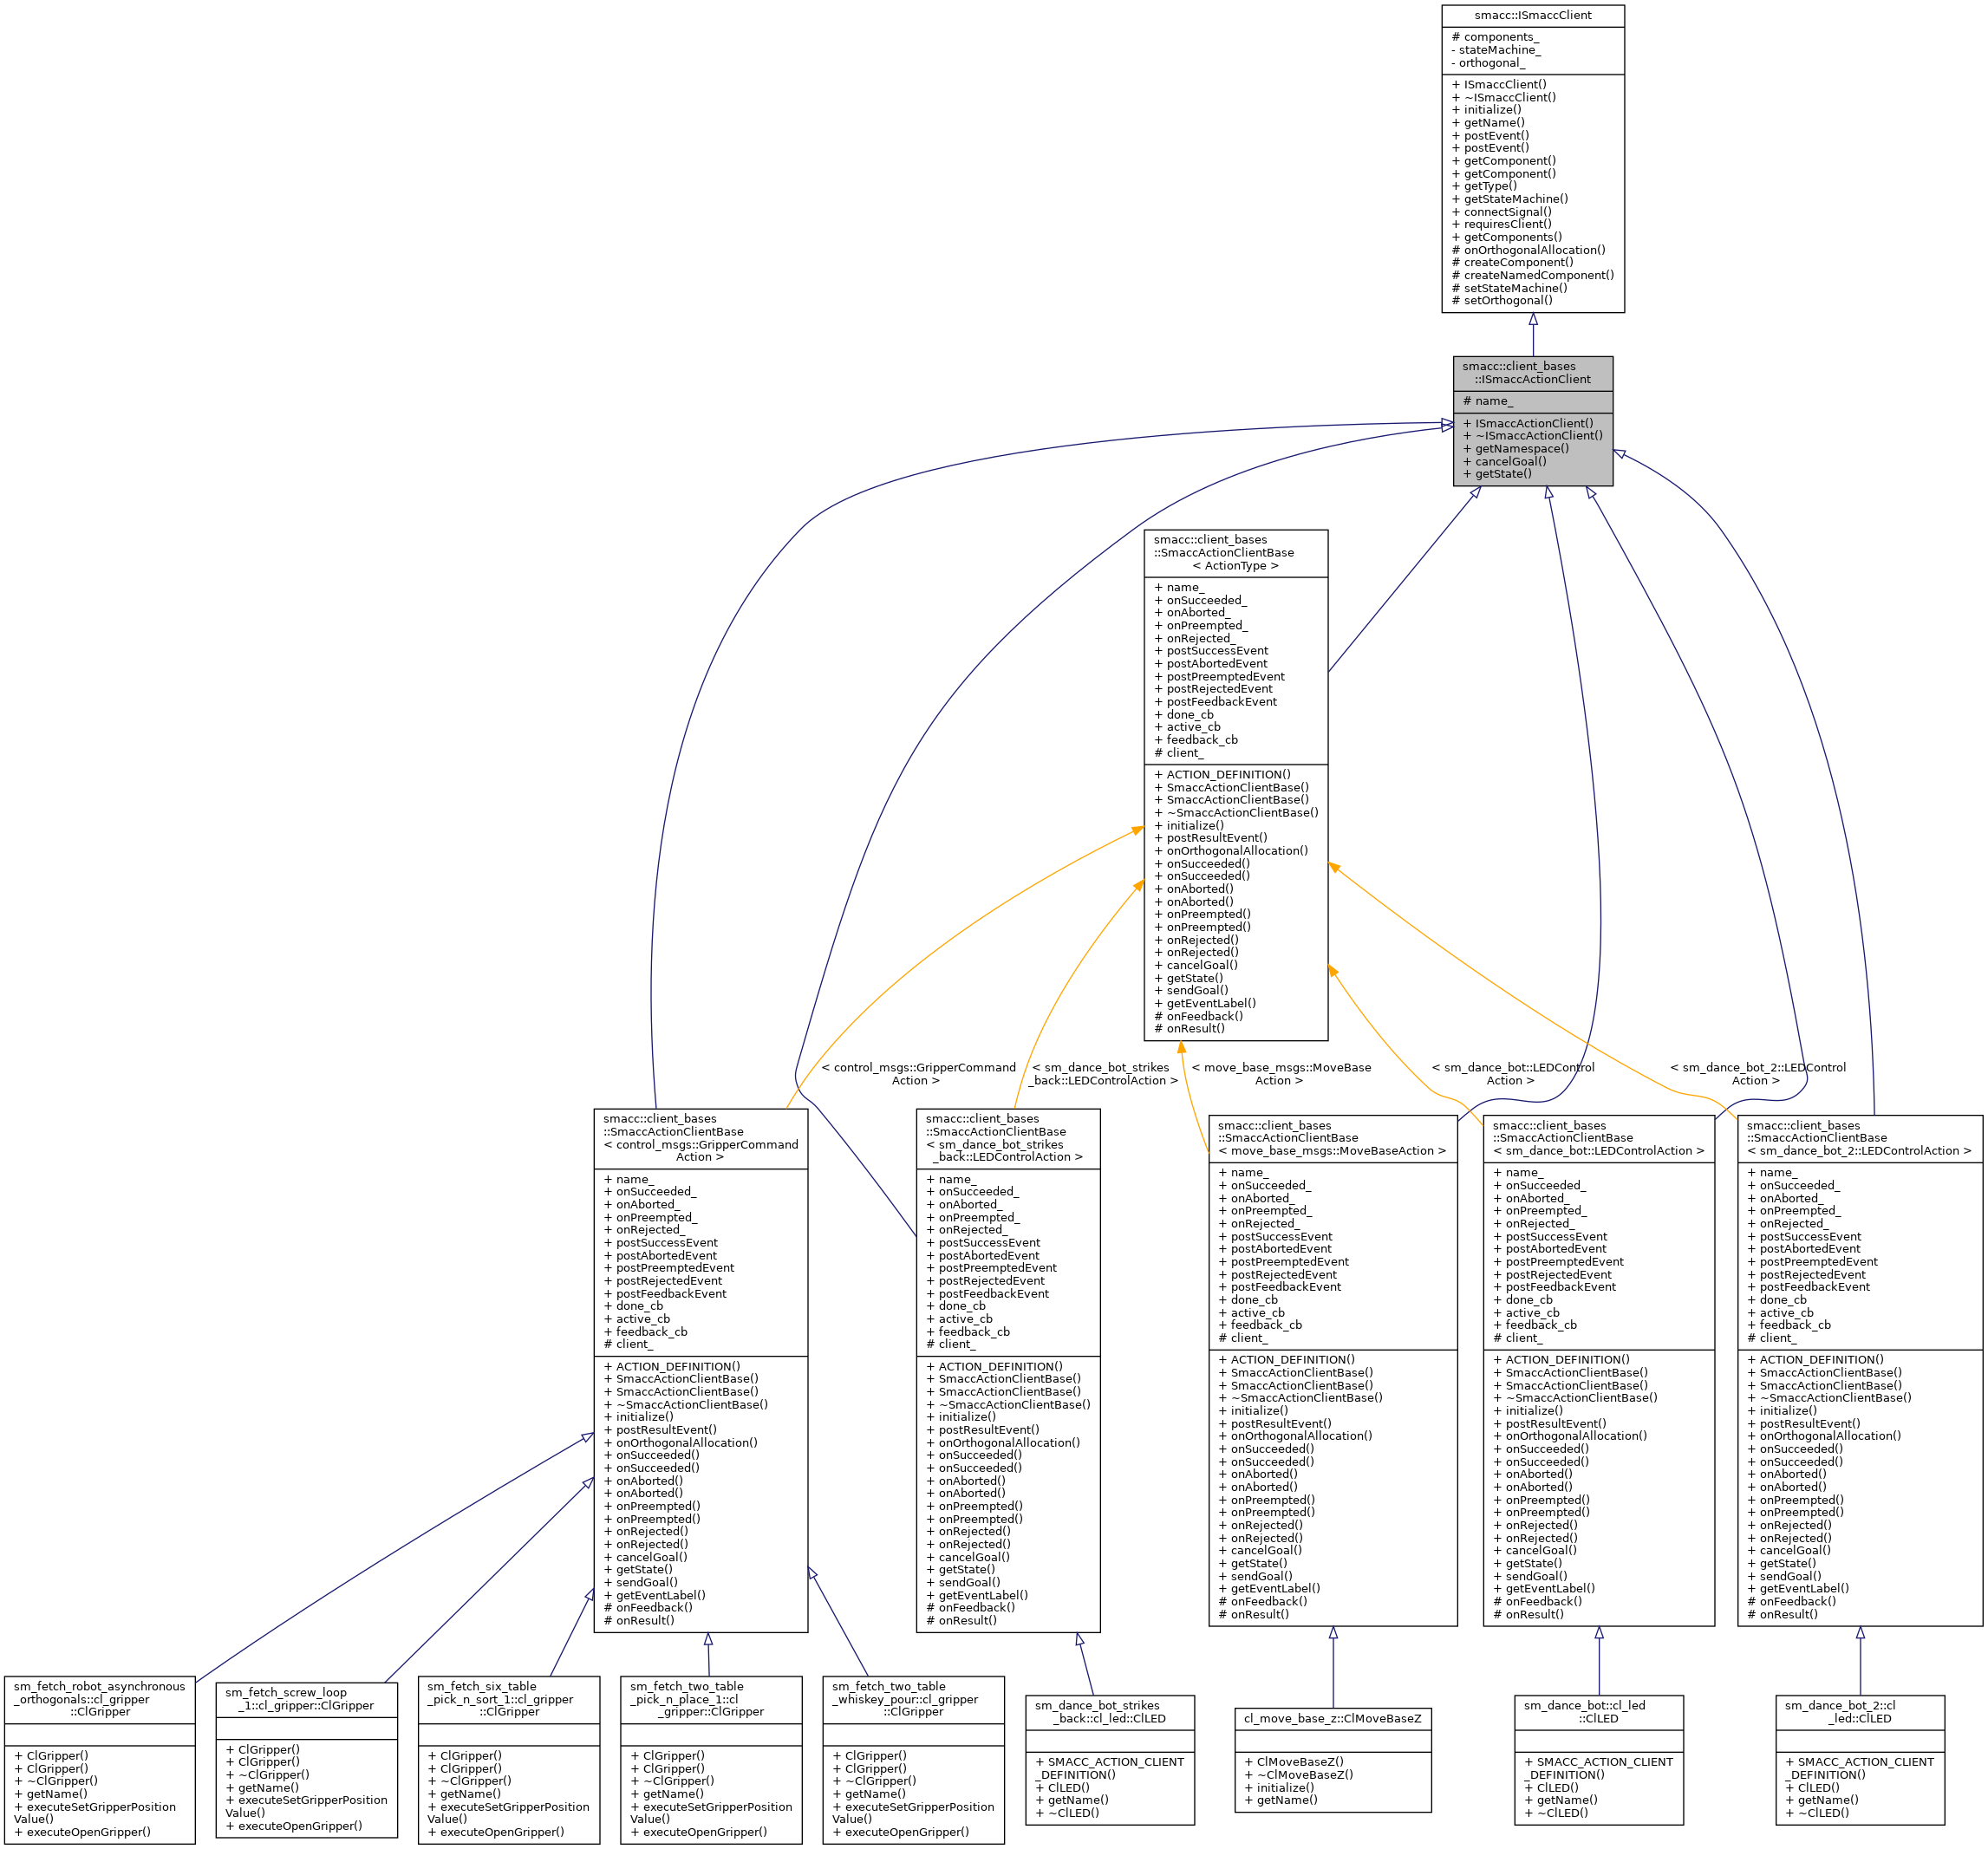 smacc::ISmaccClient
# components_
- stateMachine_
- orthogonal_
+ ISmaccClient()
+ ~ISmaccClient()
+ initialize()
+ getName()
+ postEvent()
+ postEvent()
+ getComponent()
+ getComponent()
+ getType()
+ getStateMachine()
+ connectSignal()
+ requiresClient()
+ getComponents()
# onOrthogonalAllocation()
# createComponent()
# createNamedComponent()
# setStateMachine()
# setOrthogonal()
smacc::client_bases
::ISmaccActionClient
# name_
+ ISmaccActionClient()
+ ~ISmaccActionClient()
+ getNamespace()
+ cancelGoal()
+ getState()
smacc::client_bases
::SmaccActionClientBase
< ActionType >
+ name_
+ onSucceeded_
+ onAborted_
+ onPreempted_
+ onRejected_
+ postSuccessEvent
+ postAbortedEvent
+ postPreemptedEvent
+ postRejectedEvent
+ postFeedbackEvent
+ done_cb
+ active_cb
+ feedback_cb
# client_
+ ACTION_DEFINITION()
+ SmaccActionClientBase()
+ SmaccActionClientBase()
+ ~SmaccActionClientBase()
+ initialize()
+ postResultEvent()
+ onOrthogonalAllocation()
+ onSucceeded()
+ onSucceeded()
+ onAborted()
+ onAborted()
+ onPreempted()
+ onPreempted()
+ onRejected()
+ onRejected()
+ cancelGoal()
+ getState()
+ sendGoal()
+ getEventLabel()
# onFeedback()
# onResult()
< control_msgs::GripperCommand
Action >
< sm_dance_bot_strikes
_back::LEDControlAction >
< move_base_msgs::MoveBase
Action >
< sm_dance_bot::LEDControl
Action >
< sm_dance_bot_2::LEDControl
Action >
smacc::client_bases
::SmaccActionClientBase
< control_msgs::GripperCommand
Action >
+ name_
+ onSucceeded_
+ onAborted_
+ onPreempted_
+ onRejected_
+ postSuccessEvent
+ postAbortedEvent
+ postPreemptedEvent
+ postRejectedEvent
+ postFeedbackEvent
+ done_cb
+ active_cb
+ feedback_cb
# client_
+ ACTION_DEFINITION()
+ SmaccActionClientBase()
+ SmaccActionClientBase()
+ ~SmaccActionClientBase()
+ initialize()
+ postResultEvent()
+ onOrthogonalAllocation()
+ onSucceeded()
+ onSucceeded()
+ onAborted()
+ onAborted()
+ onPreempted()
+ onPreempted()
+ onRejected()
+ onRejected()
+ cancelGoal()
+ getState()
+ sendGoal()
+ getEventLabel()
# onFeedback()
# onResult()
smacc::client_bases
::SmaccActionClientBase
< sm_dance_bot_strikes
_back::LEDControlAction >
+ name_
+ onSucceeded_
+ onAborted_
+ onPreempted_
+ onRejected_
+ postSuccessEvent
+ postAbortedEvent
+ postPreemptedEvent
+ postRejectedEvent
+ postFeedbackEvent
+ done_cb
+ active_cb
+ feedback_cb
# client_
+ ACTION_DEFINITION()
+ SmaccActionClientBase()
+ SmaccActionClientBase()
+ ~SmaccActionClientBase()
+ initialize()
+ postResultEvent()
+ onOrthogonalAllocation()
+ onSucceeded()
+ onSucceeded()
+ onAborted()
+ onAborted()
+ onPreempted()
+ onPreempted()
+ onRejected()
+ onRejected()
+ cancelGoal()
+ getState()
+ sendGoal()
+ getEventLabel()
# onFeedback()
# onResult()
smacc::client_bases
::SmaccActionClientBase
< move_base_msgs::MoveBaseAction >
+ name_
+ onSucceeded_
+ onAborted_
+ onPreempted_
+ onRejected_
+ postSuccessEvent
+ postAbortedEvent
+ postPreemptedEvent
+ postRejectedEvent
+ postFeedbackEvent
+ done_cb
+ active_cb
+ feedback_cb
# client_
+ ACTION_DEFINITION()
+ SmaccActionClientBase()
+ SmaccActionClientBase()
+ ~SmaccActionClientBase()
+ initialize()
+ postResultEvent()
+ onOrthogonalAllocation()
+ onSucceeded()
+ onSucceeded()
+ onAborted()
+ onAborted()
+ onPreempted()
+ onPreempted()
+ onRejected()
+ onRejected()
+ cancelGoal()
+ getState()
+ sendGoal()
+ getEventLabel()
# onFeedback()
# onResult()
smacc::client_bases
::SmaccActionClientBase
< sm_dance_bot::LEDControlAction >
+ name_
+ onSucceeded_
+ onAborted_
+ onPreempted_
+ onRejected_
+ postSuccessEvent
+ postAbortedEvent
+ postPreemptedEvent
+ postRejectedEvent
+ postFeedbackEvent
+ done_cb
+ active_cb
+ feedback_cb
# client_
+ ACTION_DEFINITION()
+ SmaccActionClientBase()
+ SmaccActionClientBase()
+ ~SmaccActionClientBase()
+ initialize()
+ postResultEvent()
+ onOrthogonalAllocation()
+ onSucceeded()
+ onSucceeded()
+ onAborted()
+ onAborted()
+ onPreempted()
+ onPreempted()
+ onRejected()
+ onRejected()
+ cancelGoal()
+ getState()
+ sendGoal()
+ getEventLabel()
# onFeedback()
# onResult()
smacc::client_bases
::SmaccActionClientBase
< sm_dance_bot_2::LEDControlAction >
+ name_
+ onSucceeded_
+ onAborted_
+ onPreempted_
+ onRejected_
+ postSuccessEvent
+ postAbortedEvent
+ postPreemptedEvent
+ postRejectedEvent
+ postFeedbackEvent
+ done_cb
+ active_cb
+ feedback_cb
# client_
+ ACTION_DEFINITION()
+ SmaccActionClientBase()
+ SmaccActionClientBase()
+ ~SmaccActionClientBase()
+ initialize()
+ postResultEvent()
+ onOrthogonalAllocation()
+ onSucceeded()
+ onSucceeded()
+ onAborted()
+ onAborted()
+ onPreempted()
+ onPreempted()
+ onRejected()
+ onRejected()
+ cancelGoal()
+ getState()
+ sendGoal()
+ getEventLabel()
# onFeedback()
# onResult()
sm_fetch_robot_asynchronous
_orthogonals::cl_gripper
::ClGripper
+ ClGripper()
+ ClGripper()
+ ~ClGripper()
+ getName()
+ executeSetGripperPosition
Value()
+ executeOpenGripper()
sm_fetch_screw_loop
_1::cl_gripper::ClGripper
+ ClGripper()
+ ClGripper()
+ ~ClGripper()
+ getName()
+ executeSetGripperPosition
Value()
+ executeOpenGripper()
sm_fetch_six_table
_pick_n_sort_1::cl_gripper
::ClGripper
+ ClGripper()
+ ClGripper()
+ ~ClGripper()
+ getName()
+ executeSetGripperPosition
Value()
+ executeOpenGripper()
sm_fetch_two_table
_pick_n_place_1::cl
_gripper::ClGripper
+ ClGripper()
+ ClGripper()
+ ~ClGripper()
+ getName()
+ executeSetGripperPosition
Value()
+ executeOpenGripper()
sm_fetch_two_table
_whiskey_pour::cl_gripper
::ClGripper
+ ClGripper()
+ ClGripper()
+ ~ClGripper()
+ getName()
+ executeSetGripperPosition
Value()
+ executeOpenGripper()
sm_dance_bot_strikes
_back::cl_led::ClLED
+ SMACC_ACTION_CLIENT
_DEFINITION()
+ ClLED()
+ getName()
+ ~ClLED()
cl_move_base_z::ClMoveBaseZ
+ ClMoveBaseZ()
+ ~ClMoveBaseZ()
+ initialize()
+ getName()
sm_dance_bot::cl_led
::ClLED
+ SMACC_ACTION_CLIENT
_DEFINITION()
+ ClLED()
+ getName()
+ ~ClLED()
sm_dance_bot_2::cl
_led::ClLED
+ SMACC_ACTION_CLIENT
_DEFINITION()
+ ClLED()
+ getName()
+ ~ClLED()